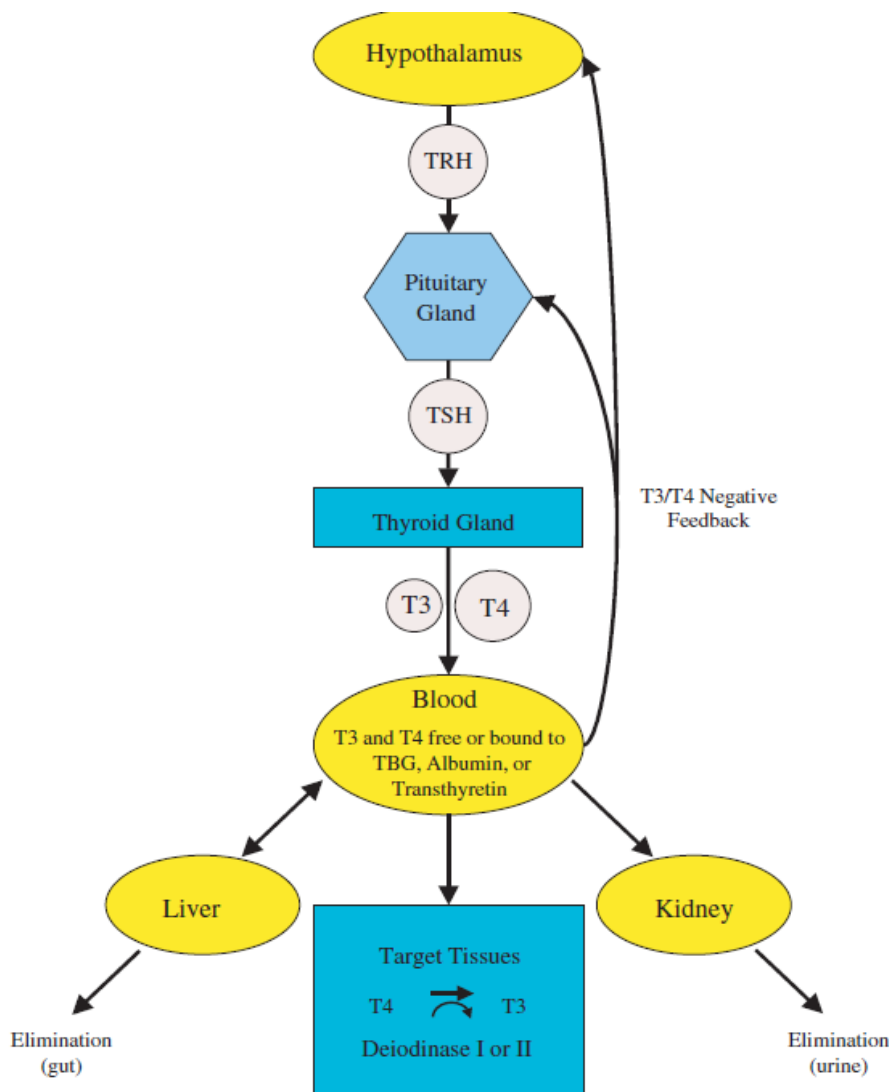 Hypothalamus
TRH
Pituitary
Gland
TSH
T3/T4 Negative
Feedback
Thyroid Gland
T3
T4
Blood
T3 and T4 free or bound to
TBG, Albumin, or
Transthyretin
Liver
Kidney
Target Tissues
T4 T3
Deiodinase I or II
Elimination
(gut)
Elimination
(urine)